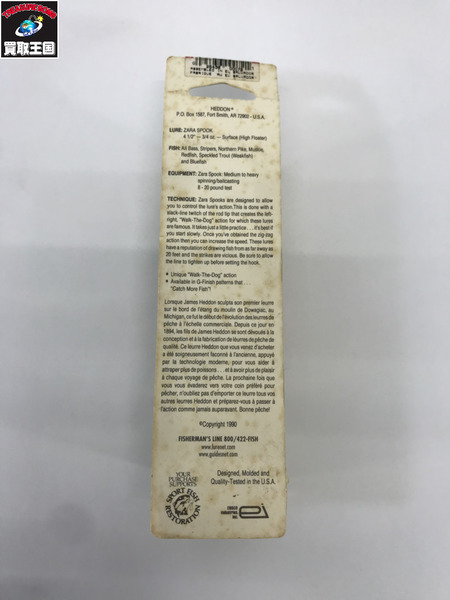 TREASURE KING
買取王国
HEDDON®
P.O. Box 1587, Fort Smith, AR 72902 - U.S.A.
LURE: ZARA SPOOK
4 1/2" — 3/4 oz. — Surface (High Floater)
FISH: All Bass, Stripers, Northern Pike, Muskie,
Redfish, Speckled Trout (Weakfish)
and Bluefish
EQUIPMENT: Zara Spook: Medium to heavy
spinning/baitcasting
8 - 20 pound test
TECHNIQUE: Zara Spooks are designed to allow
you to control the lure's action. This is done with a
slack-line twitch of the rod tip that creates the left-
right, "Walk-The-Dog" action for which these lures
are famous. It takes just a little practice . . . it's best if
you start slowly. Once you've obtained the zig-zag
action then you can increase the speed. These lures
have a reputation of drawing fish from as far away as
20 feet and the strikes are vicious. Be sure to allow
the line to tighten up before setting the hook.
• Unique "Walk-The-Dog" action
• Available in G-Finish patterns that . . .
"Catch More Fish"!
Lorsque James Heddon sculpta son premier leurre
sur le bord de l'étang du moulin de Dowagiac, au
Michigan, ce fut le début de l'évolution des leurres de
pêche à l'échelle commerciale. Depuis ce jour en
1894, les fils de James Heddon se sont dévoués à la
conception et à la fabrication de leurres de pêche de
qualité. Ce leurre Heddon que vous venez d'acheter
a été soigneusement façonné à l'ancienne, appuyé
par la technologie moderne, pour vous aider à
attraper plus de poissons . . . et à avoir plus de plaisir
à chaque voyage de pêche. La prochaine fois que
vous vous évaderez vers votre coin préféré pour
pêcher, n'oubliez pas d'emporter ce leurre tous vos
autres leurres Heddon et préparez-vous à passer à
l'action comme jamais auparavant. Bonne pêche!
©Copyright 1990
FISHERMAN'S LINE 800/422-FISH
www.lurenet.com
www.guidesnet.com
YOUR
PURCHASE
SUPPORTS
SPORT FISH
RESTORATION
Designed, Molded and
Quality-Tested in the U.S.A.